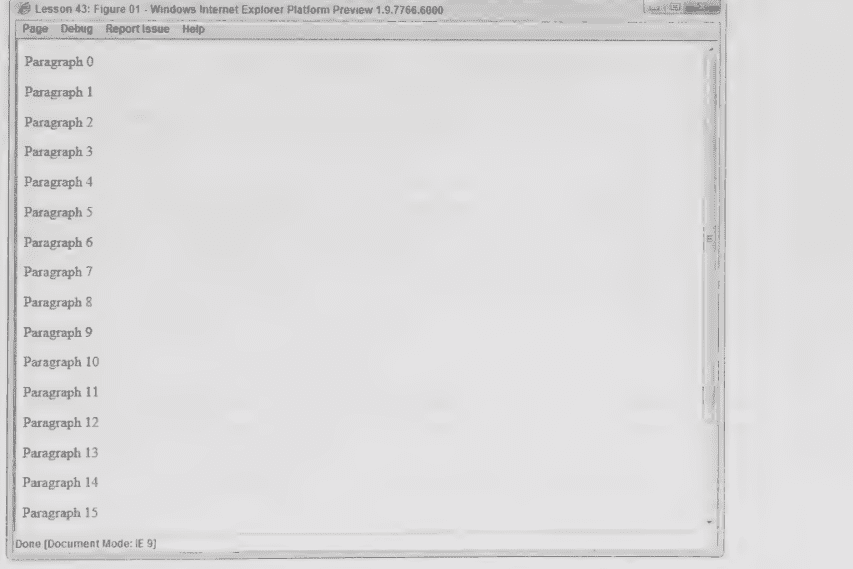 Lesson 43: Figure 01 - Windows Internet Explorer Platform Preview 1.9.7766.6000
Page Debug Report Issue Help
Paragraph 0
Paragraph 1
Paragraph 2
Paragraph 3
Paragraph 4
Paragraph 5
Paragraph 6
Paragraph 7
Paragraph 8
Paragraph 9
Paragraph 10
Paragraph 11
Paragraph 12
Paragraph 13
Paragraph 14
Paragraph 15
Done [Document Mode: IE 9]